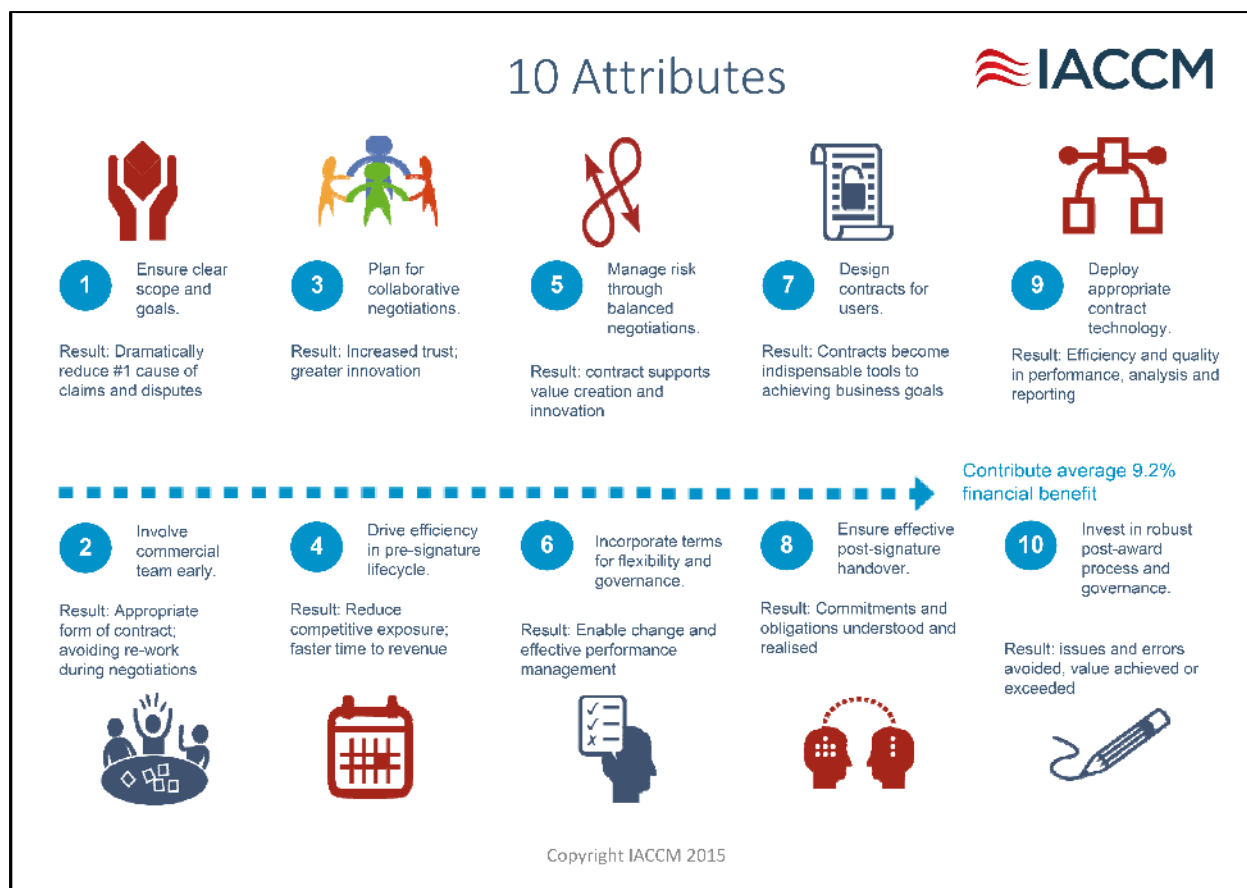 10 Attributes
IACCM
1
Ensure clear
scope and
goals.
Result: Dramatically
reduce #1 cause of
claims and disputes
3
Plan for
collaborative
negotiations.
Result: Increased trust;
greater innovation
5
Manage risk
through
balanced
negotiations.
Result: contract supports
value creation and
innovation
7
Design
contracts for
users.
Result: Contracts become
indispensable tools to
achieving business goals
9
Deploy
appropriate
contract
technology.
Result: Efficiency and quality
in performance, analysis and
reporting
Contribute average 9.2%
financial benefit
2
Involve
commercial
team early.
Result: Appropriate
form of contract;
avoiding re-work
during negotiations
4
Drive efficiency
in pre-signature
lifecycle.
Result: Reduce
competitive exposure;
faster time to revenue
6
Incorporate terms
for flexibility and
governance.
Result: Enable change and
effective performance
management
8
Ensure effective
post-signature
handover.
Result: Commitments and
obligations understood and
realised
10
Invest in robust
post-award
process and
governance.
Result: issues and errors
avoided, value achieved or
exceeded
Copyright IACCM 2015